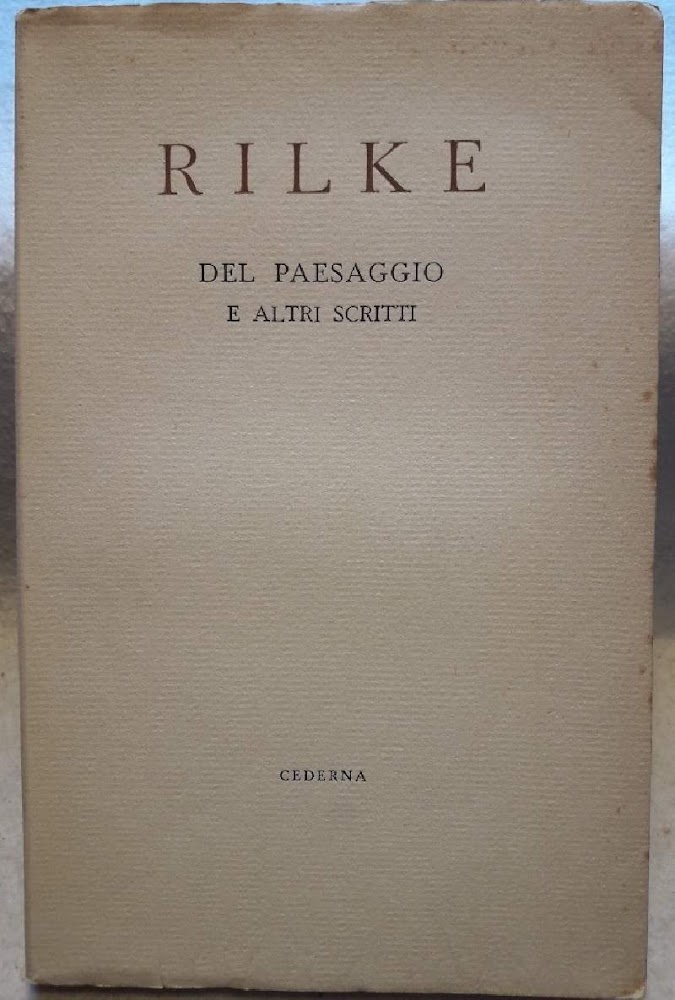 RILKE
DEL PAESAGGIO
E ALTRI SCRITTI
CEDERNA